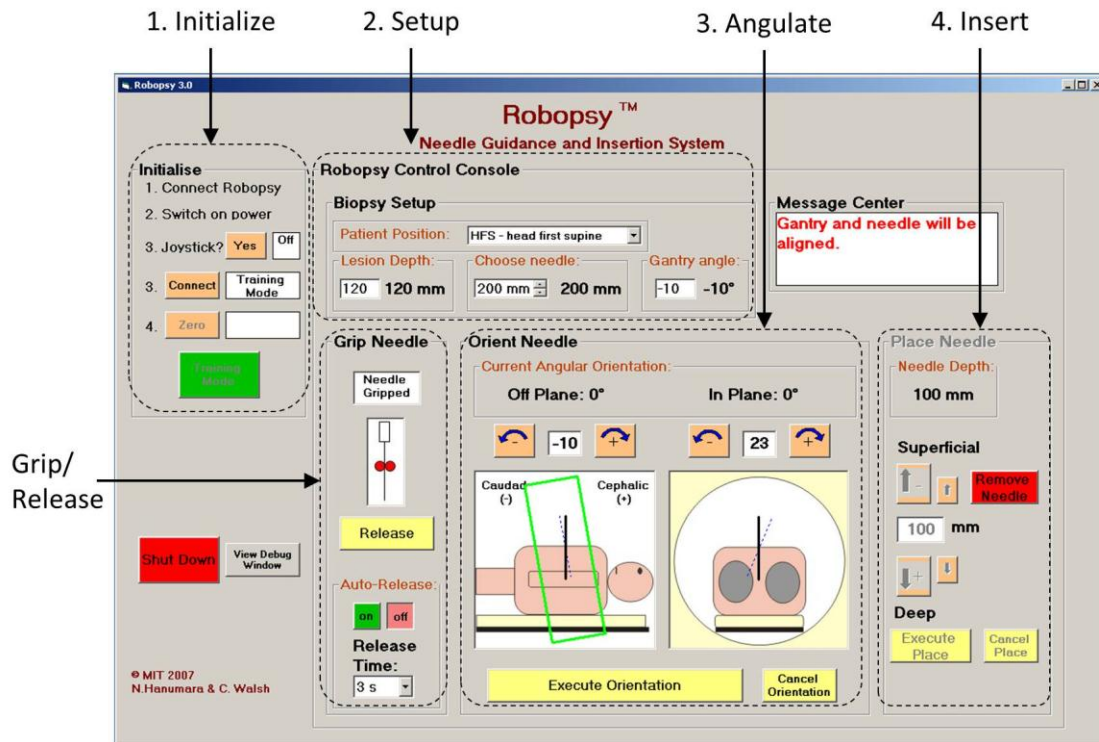 1. Initialize
2. Setup
3. Angulate
4. Insert
Robopsy 3.0
Robopsy ™
Needle Guidance and Insertion System
Initialise
1. Connect Robopsy
2. Switch on power
3. Joystick? Yes Off
3. Connect Training Mode
4. Zero
Training Mode
Robopsy Control Console
Biopsy Setup
Patient Position: HFS - head first supine
Lesion Depth:
120 120 mm
Choose needle:
200 mm 200 mm
Gantry angle:
-10 -10°
Message Center
Gantry and needle will be
aligned.
Grip/
Release
Grip Needle
Needle
Gripped
Release
Auto-Release:
on off
Release
Time:
3 s
Orient Needle
Current Angular Orientation:
Off Plane: 0° In Plane: 0°
- -10 + - 23 +
Caudad
(-)
Cephalic
(+)
Execute Orientation
Cancel
Orientation
Place Needle
Needle Depth:
100 mm
Superficial
-
Remove
Needle
100 mm
+
Deep
Execute
Place
Cancel
Place
Shut Down
View Debug
Window
© MIT 2007
N.Hanumara & C. Walsh